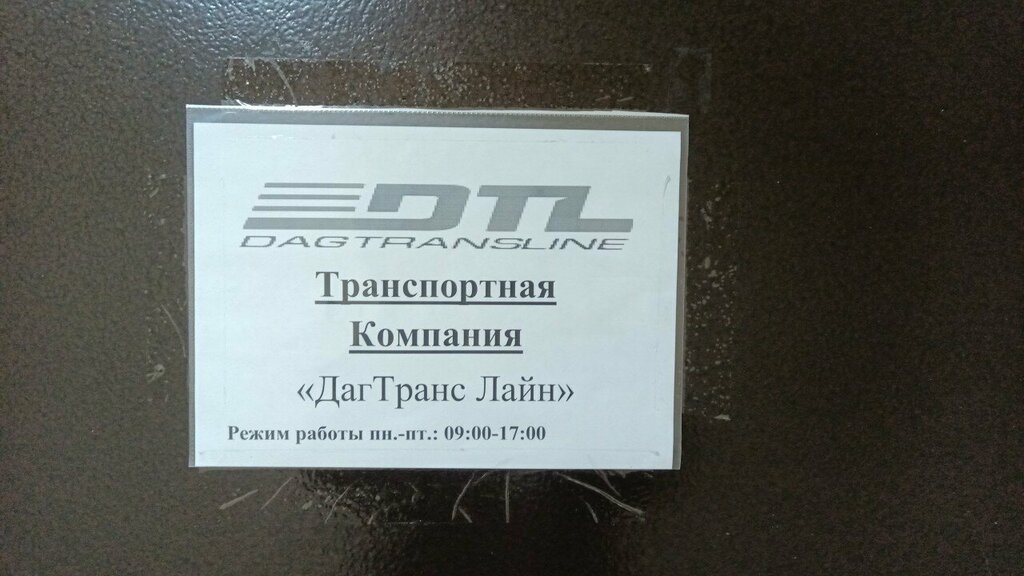 DTL
DAGTRANSLINE
Транспортная
Компания
«ДагТранс Лайн»
Режим работы пн.-пт.: 09:00-17:00